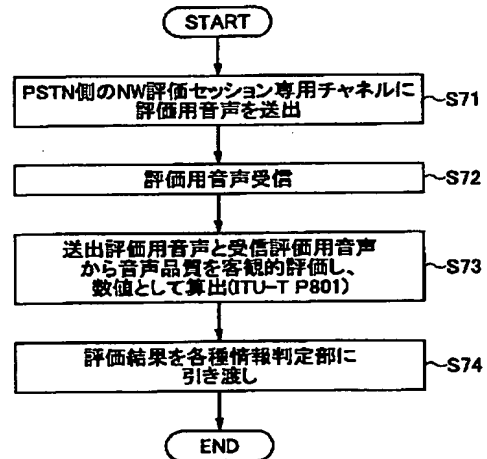 START
PSTN側のNW評価セッション専用チャネルに
評価用音声を送出
~S71
評価用音声受信
~S72
送出評価用音声と受信評価用音声
から音声品質を客観的評価し、
数値として算出(ITU-T P801)
~S73
評価結果を各種情報判定部に
引き渡し
~S74
END